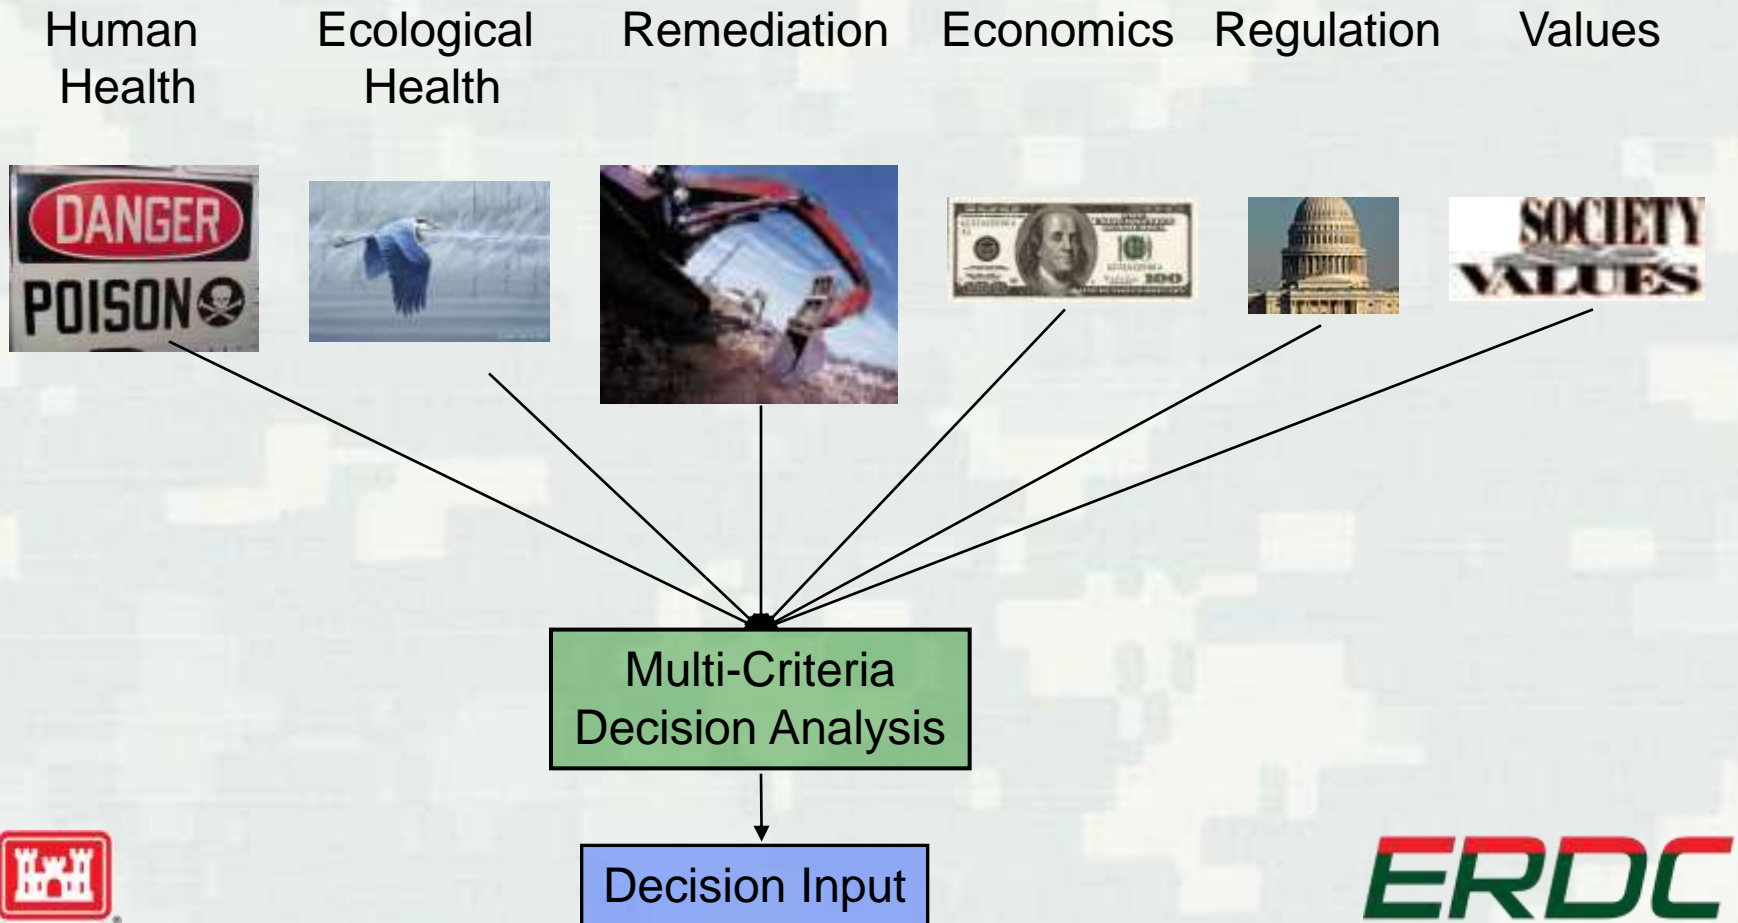 Human
Health
Ecological
Health
Remediation
Economics
Regulation
Values
DANGER
POISON
100
SOCIETY
VALUES
Multi-Criteria
Decision Analysis
Decision Input
ERDC
®